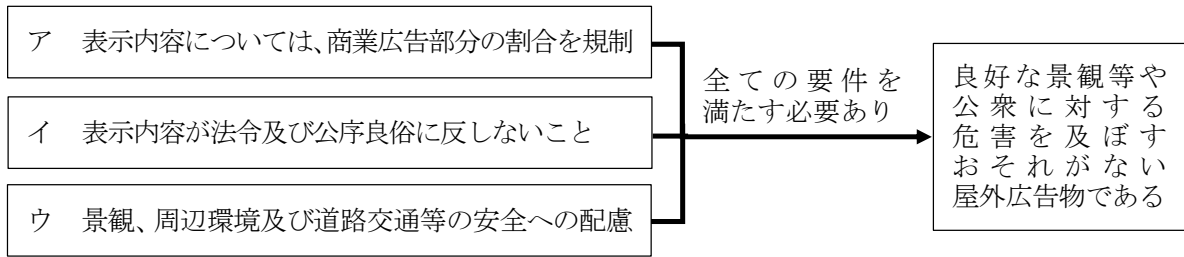 ア 表示内容については、商業広告部分の割合を規制
イ 表示内容が法令及び公序良俗に反しないこと
ウ 景観、周辺環境及び道路交通等の安全への配慮
全ての要件を
満たす必要あり
良好な景観等や
公衆に対する
危害を及ぼす
おそれがない
屋外広告物である